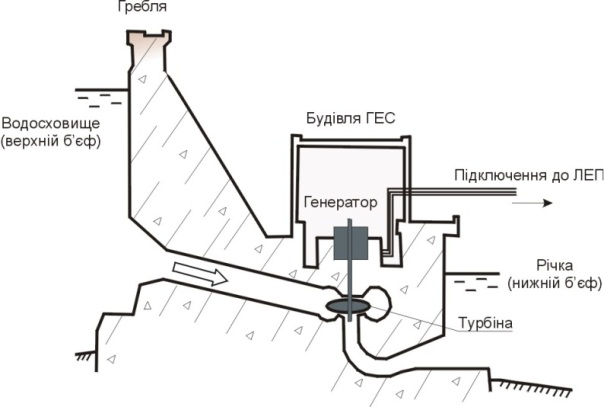 Гребля
Водосховище
(верхній б'єф)
Будівля ГЕС
Підключення до ЛЕП
Генератор
Річка
(нижній б'єф)
Турбіна